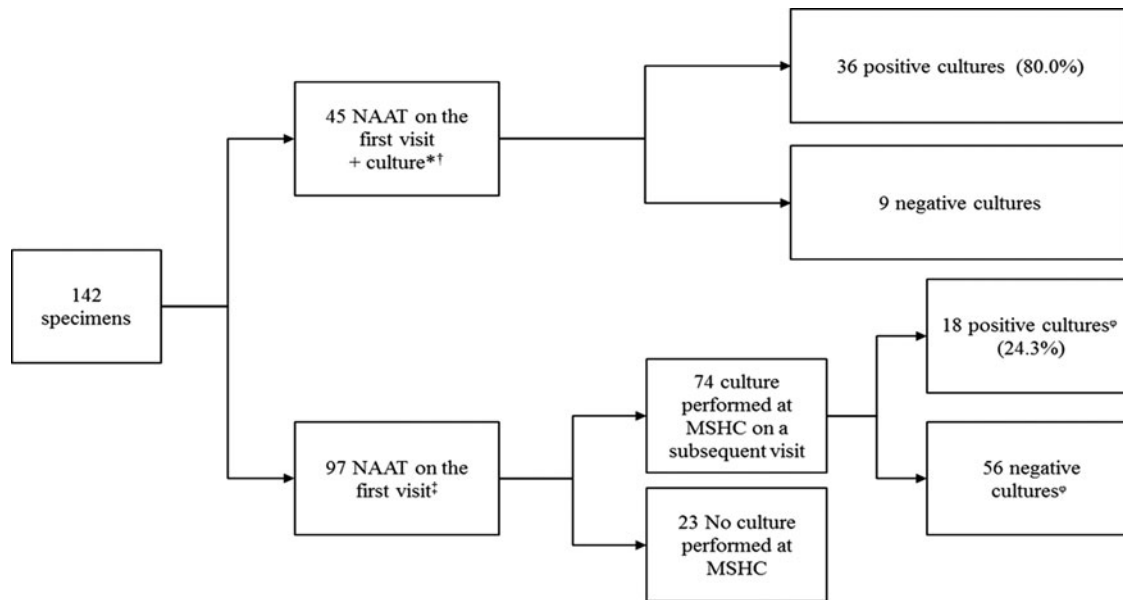 36 positive cultures (80.0%)
45 NAAT on the
first visit
+ culture*†
9 negative cultures
142
specimens
18 positive culturesᵠ
(24.3%)
74 culture
performed at
MSHC on a
subsequent visit
97 NAAT on the
first visit‡
56 negative
culturesᵠ
23 No culture
performed at
MSHC